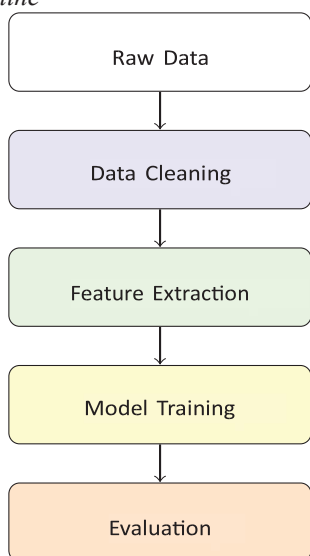 Raw Data
Data Cleaning
Feature Extraction
Model Training
Evaluation